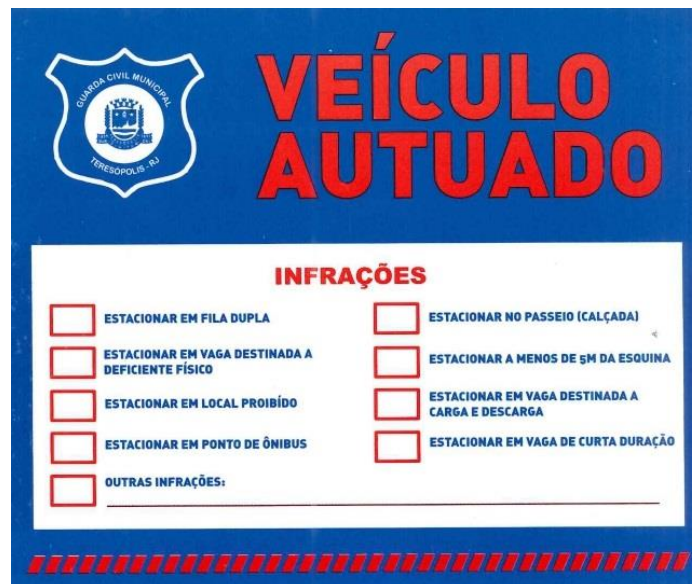 GUARDA CIVIL MUNICIPAL
TERESÓPOLIS - RJ
VEÍCULO
AUTUADO
INFRAÇÕES
ESTACIONAR EM FILA DUPLA
ESTACIONAR EM VAGA DESTINADA A
DEFICIENTE FÍSICO
ESTACIONAR EM LOCAL PROIBÍDO
ESTACIONAR EM PONTO DE ÔNIBUS
OUTRAS INFRAÇÕES:
ESTACIONAR NO PASSEIO (CALÇADA)
ESTACIONAR A MENOS DE 5M DA ESQUINA
ESTACIONAR EM VAGA DESTINADA A
CARGA E DESCARGA
ESTACIONAR EM VAGA DE CURTA DURAÇÃO